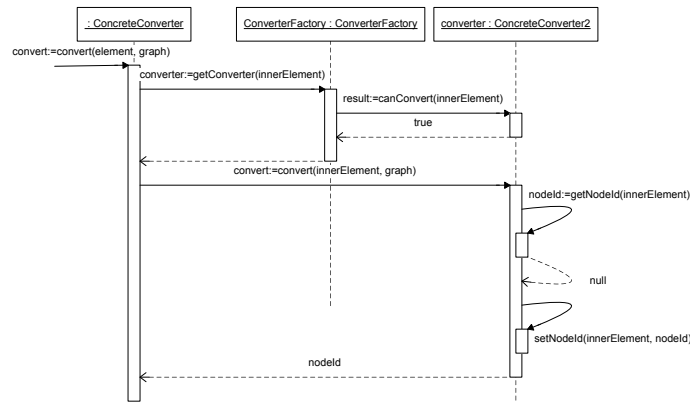 : ConcreteConverter
ConverterFactory : ConverterFactory
converter : ConcreteConverter2
convert:=convert(element, graph)
converter:=getConverter(innerElement)
result:=canConvert(innerElement)
true
convert:=convert(innerElement, graph)
nodeId:=getNodeId(innerElement)
null
setNodeId(innerElement, nodeId)
nodeId